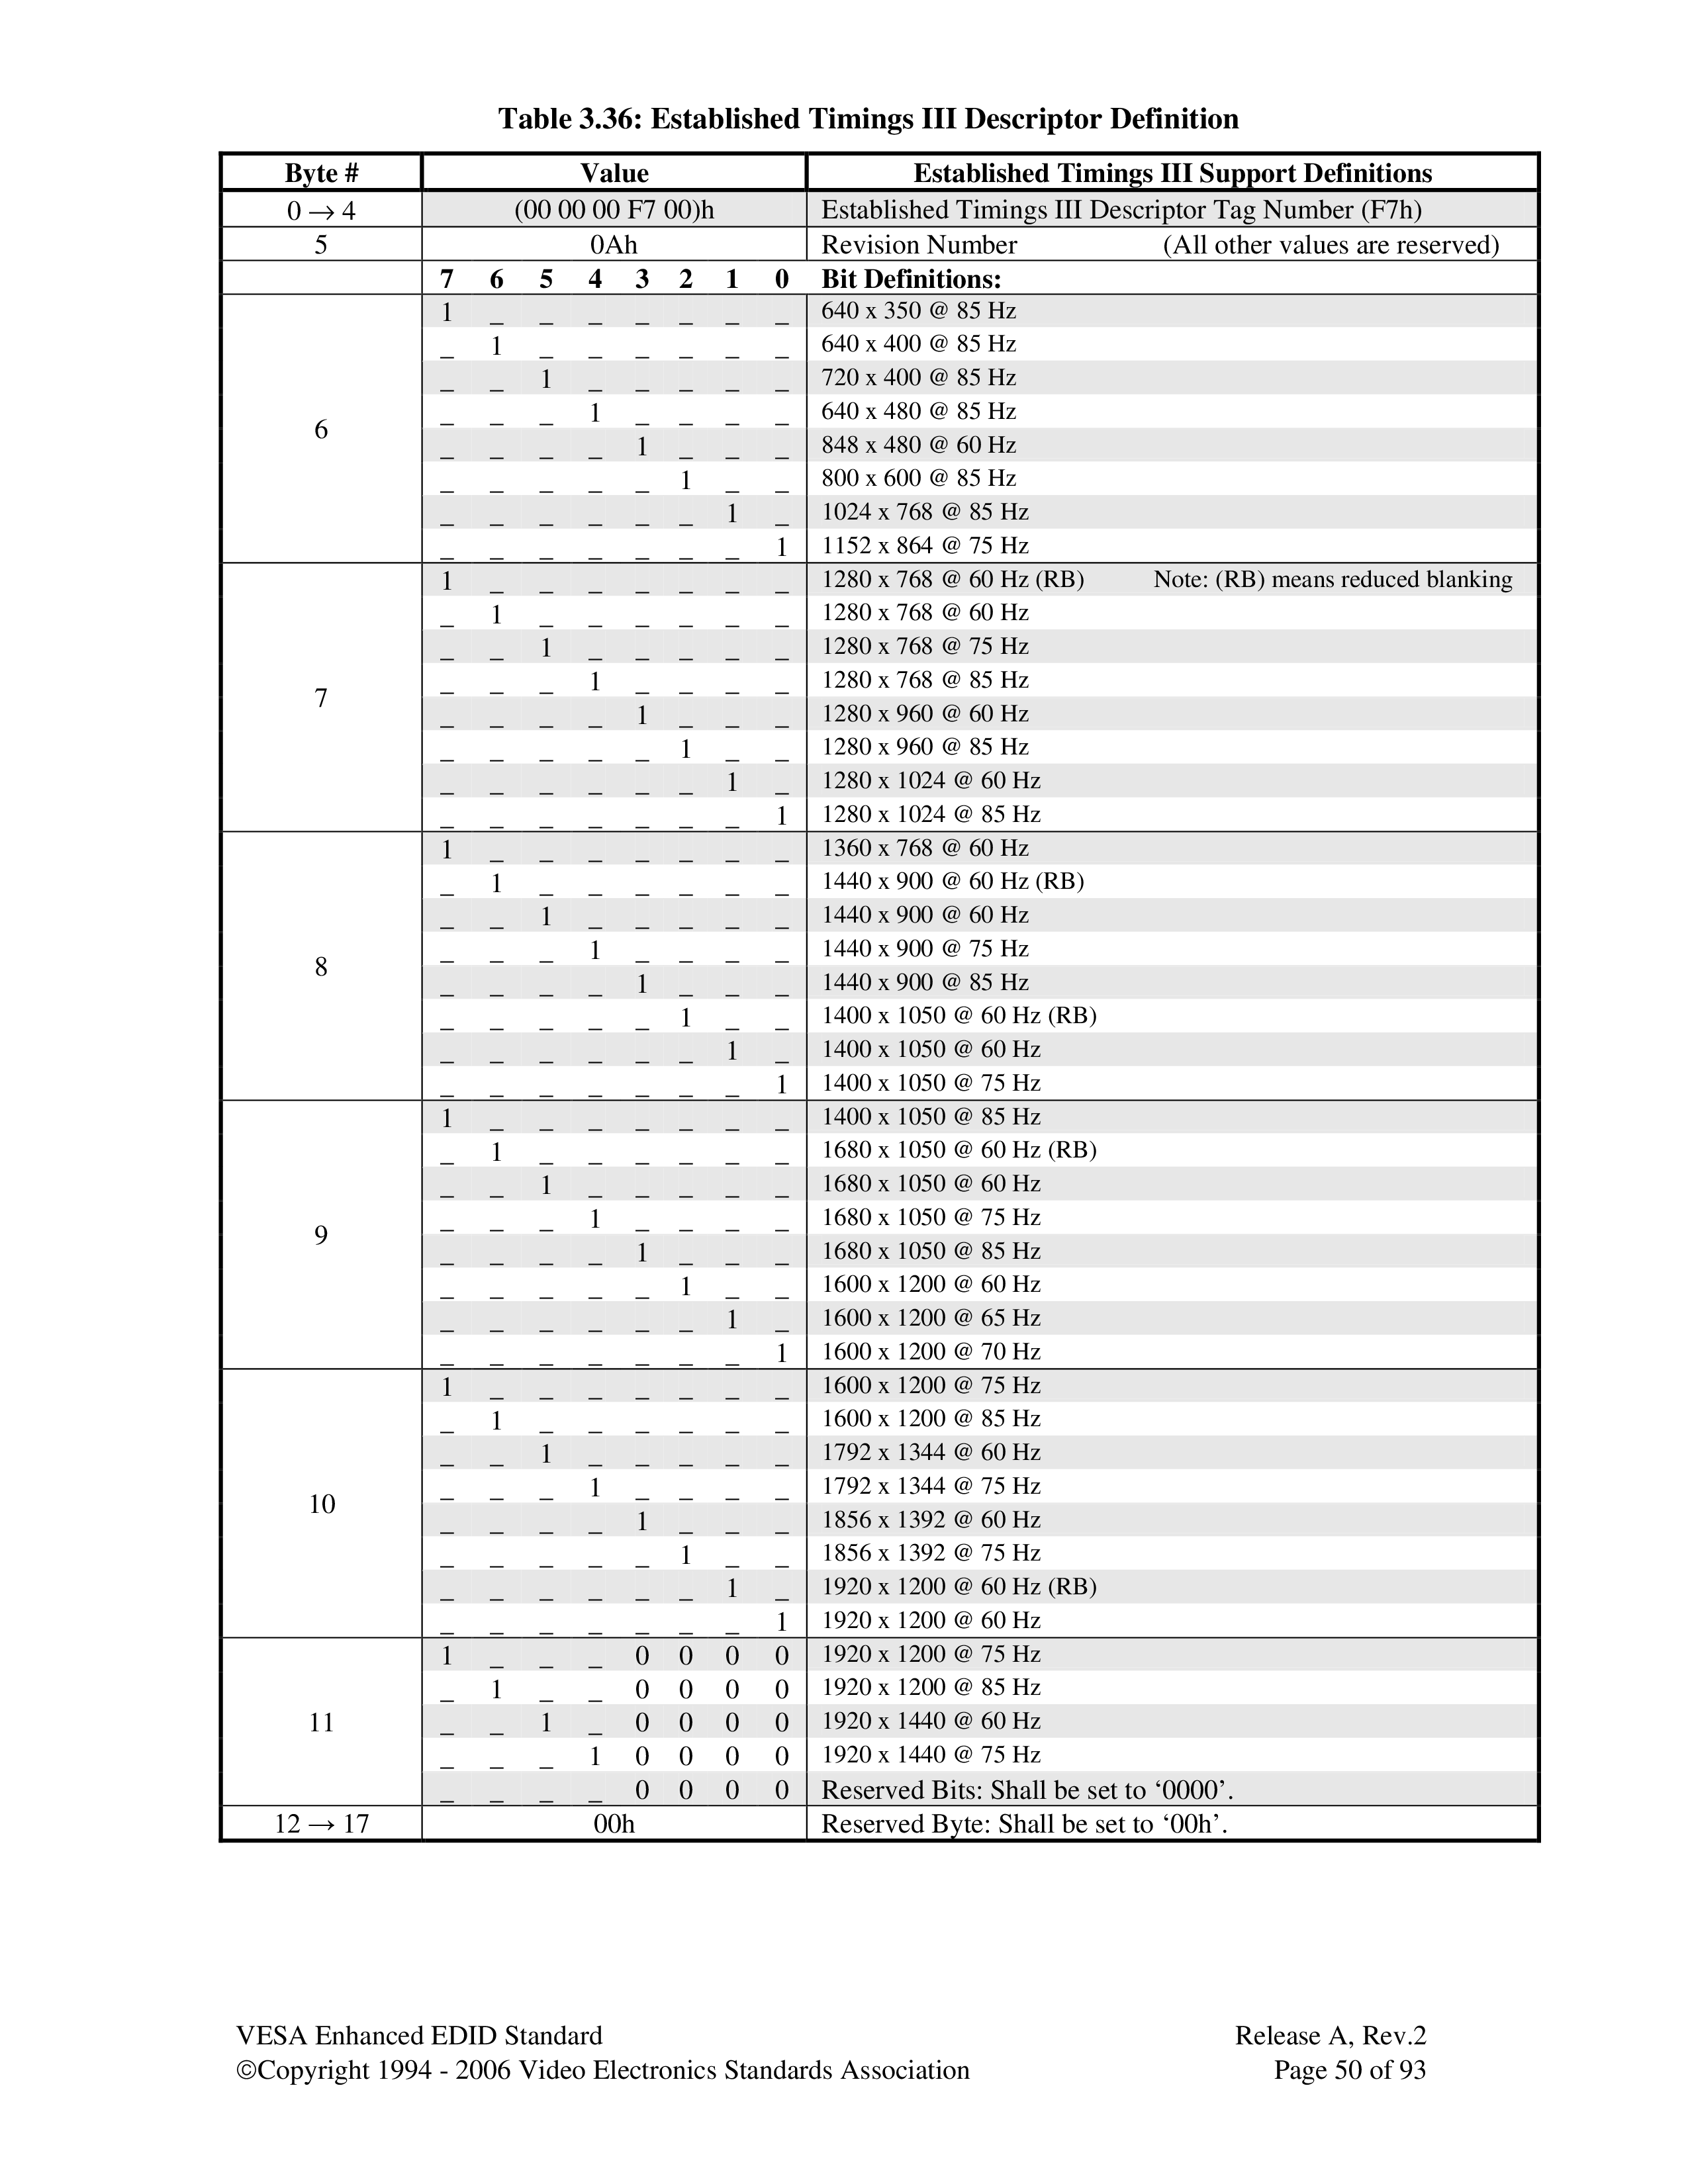 Table 3.36: Established Timings III Descriptor Definition
Byte # Value Established Timings III Support Definitions
0 → 4 (00 00 00 F7 00)h Established Timings III Descriptor Tag Number (F7h)
5 0Ah Revision Number (All other values are reserved)
7 6 5 4 3 2 1 0 Bit Definitions:
6
1 _ _ _ _ _ _ _ 640 x 350 @ 85 Hz
_ 1 _ _ _ _ _ _ 640 x 400 @ 85 Hz
_ _ 1 _ _ _ _ _ 720 x 400 @ 85 Hz
_ _ _ 1 _ _ _ _ 640 x 480 @ 85 Hz
_ _ _ _ 1 _ _ _ 848 x 480 @ 60 Hz
_ _ _ _ _ 1 _ _ 800 x 600 @ 85 Hz
_ _ _ _ _ _ 1 _ 1024 x 768 @ 85 Hz
_ _ _ _ _ _ _ 1 1152 x 864 @ 75 Hz
7
1 _ _ _ _ _ _ _ 1280 x 768 @ 60 Hz (RB) Note: (RB) means reduced blanking
_ 1 _ _ _ _ _ _ 1280 x 768 @ 60 Hz
_ _ 1 _ _ _ _ _ 1280 x 768 @ 75 Hz
_ _ _ 1 _ _ _ _ 1280 x 768 @ 85 Hz
_ _ _ _ 1 _ _ _ 1280 x 960 @ 60 Hz
_ _ _ _ _ 1 _ _ 1280 x 960 @ 85 Hz
_ _ _ _ _ _ 1 _ 1280 x 1024 @ 60 Hz
_ _ _ _ _ _ _ 1 1280 x 1024 @ 85 Hz
8
1 _ _ _ _ _ _ _ 1360 x 768 @ 60 Hz
_ 1 _ _ _ _ _ _ 1440 x 900 @ 60 Hz (RB)
_ _ 1 _ _ _ _ _ 1440 x 900 @ 60 Hz
_ _ _ 1 _ _ _ _ 1440 x 900 @ 75 Hz
_ _ _ _ 1 _ _ _ 1440 x 900 @ 85 Hz
_ _ _ _ _ 1 _ _ 1400 x 1050 @ 60 Hz (RB)
_ _ _ _ _ _ 1 _ 1400 x 1050 @ 60 Hz
_ _ _ _ _ _ _ 1 1400 x 1050 @ 75 Hz
9
1 _ _ _ _ _ _ _ 1400 x 1050 @ 85 Hz
_ 1 _ _ _ _ _ _ 1680 x 1050 @ 60 Hz (RB)
_ _ 1 _ _ _ _ _ 1680 x 1050 @ 60 Hz
_ _ _ 1 _ _ _ _ 1680 x 1050 @ 75 Hz
_ _ _ _ 1 _ _ _ 1680 x 1050 @ 85 Hz
_ _ _ _ _ 1 _ _ 1600 x 1200 @ 60 Hz
_ _ _ _ _ _ 1 _ 1600 x 1200 @ 65 Hz
_ _ _ _ _ _ _ 1 1600 x 1200 @ 70 Hz
10
1 _ _ _ _ _ _ _ 1600 x 1200 @ 75 Hz
_ 1 _ _ _ _ _ _ 1600 x 1200 @ 85 Hz
_ _ 1 _ _ _ _ _ 1792 x 1344 @ 60 Hz
_ _ _ 1 _ _ _ _ 1792 x 1344 @ 75 Hz
_ _ _ _ 1 _ _ _ 1856 x 1392 @ 60 Hz
_ _ _ _ _ 1 _ _ 1856 x 1392 @ 75 Hz
_ _ _ _ _ _ 1 _ 1920 x 1200 @ 60 Hz (RB)
_ _ _ _ _ _ _ 1 1920 x 1200 @ 60 Hz
11
1 _ _ _ 0 0 0 0 1920 x 1200 @ 75 Hz
_ 1 _ _ 0 0 0 0 1920 x 1200 @ 85 Hz
_ _ 1 _ 0 0 0 0 1920 x 1440 @ 60 Hz
_ _ _ 1 0 0 0 0 1920 x 1440 @ 75 Hz
_ _ _ _ 0 0 0 0 Reserved Bits: Shall be set to ‘0000’.
12 → 17 00h Reserved Byte: Shall be set to ‘00h’.
VESA Enhanced EDID Standard Release A, Rev.2
©Copyright 1994 - 2006 Video Electronics Standards Association Page 50 of 93